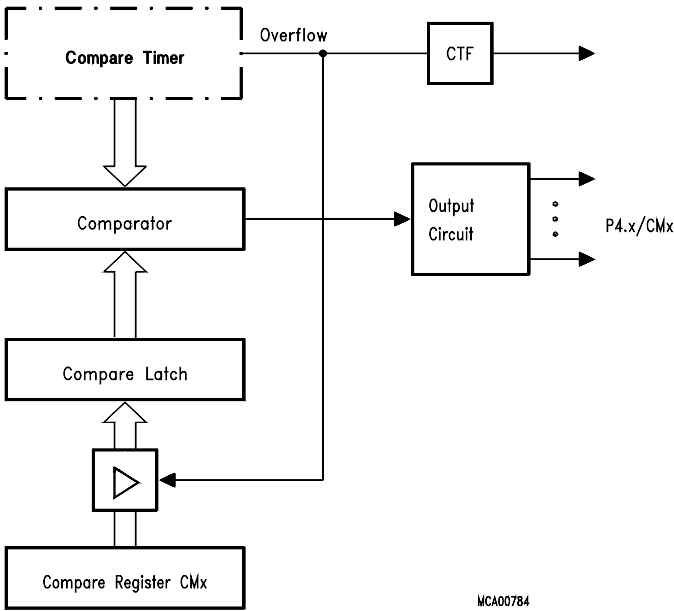 Overflow
Compare Timer
CTF
Comparator
Output
Circuit
P4.x/CMx
Compare Latch
Compare Register CMx
MCA00784